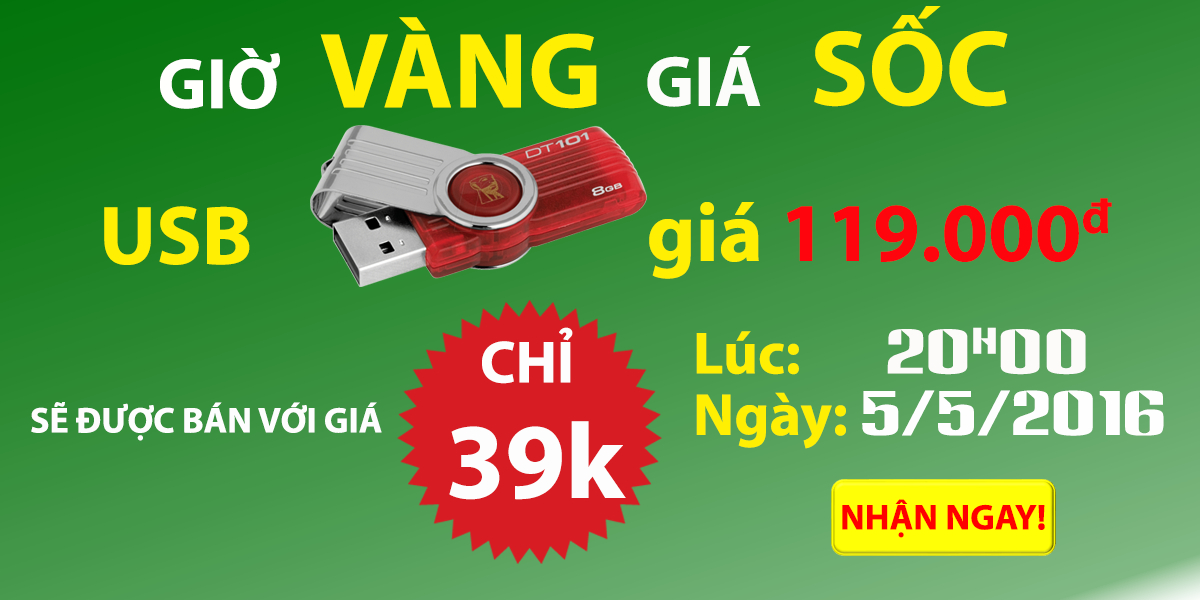 GIỜ VÀNG GIÁ SỐC
DT101
8GB
USB giá 119.000đ
CHỈ
SẼ ĐƯỢC BÁN VỚI GIÁ 39k
Lúc: 20H00
Ngày: 5/5/2016
NHẬN NGAY!